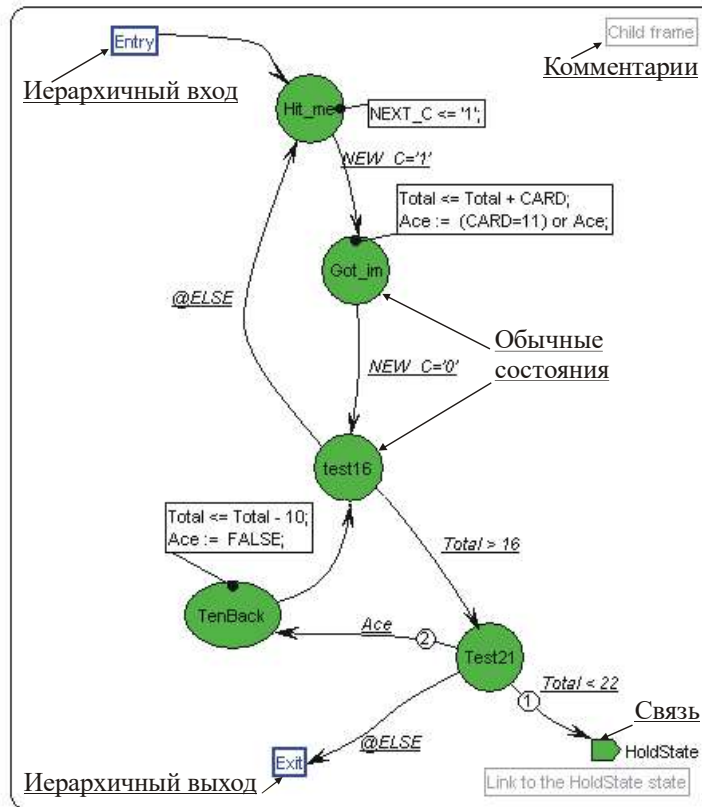 Entry
Child frame
Иерархичный вход
Комментарии
Hit_me
NEXT_C <= '1';
NEW_C='1'
Total <= Total + CARD;
Ace := (CARD=11) or Ace;
Got_im
@ELSE
Обычные
состояния
NEW_C='0'
test16
Total <= Total - 10;
Ace := FALSE;
Total > 16
TenBack
Ace
2
Test21
Total < 22
1
Связь
HoldState
@ELSE
Exit
Иерархичный выход
Link to the HoldState state